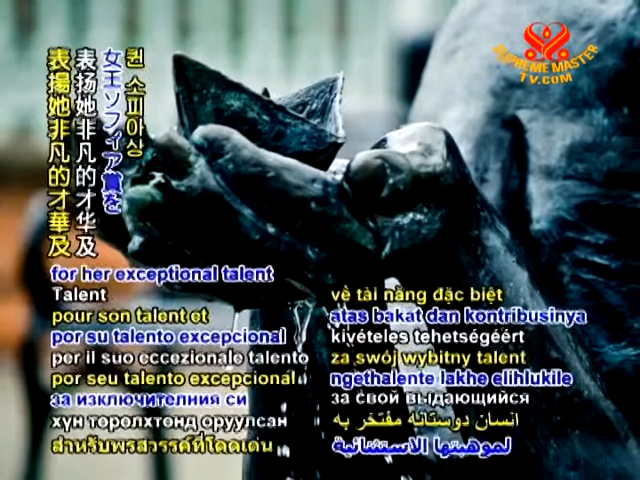 SUPREME MASTER
TV.COM
表揚她非凡的才華及
表扬她非凡的才华及
女王ソフィア賞を
퀸 소피아상
for her exceptional talent
Talent
pour son talent et
por su talento excepcional
per il suo eccezionale talento
por seu talento excepcional
за изключителния си
хүн төрөлхтөнд оруулсан
สำหรับพรสวรรค์ที่โดดเด่น
về tài năng đặc biệt
atas bakat dan kontribusinya
kivételes tehetségéért
za swój wybitny talent
ngethalente lakhe elihlukile
за свой выдающийся
انسان دوستانه مفتخر به
لموهبتها الاستثنائية